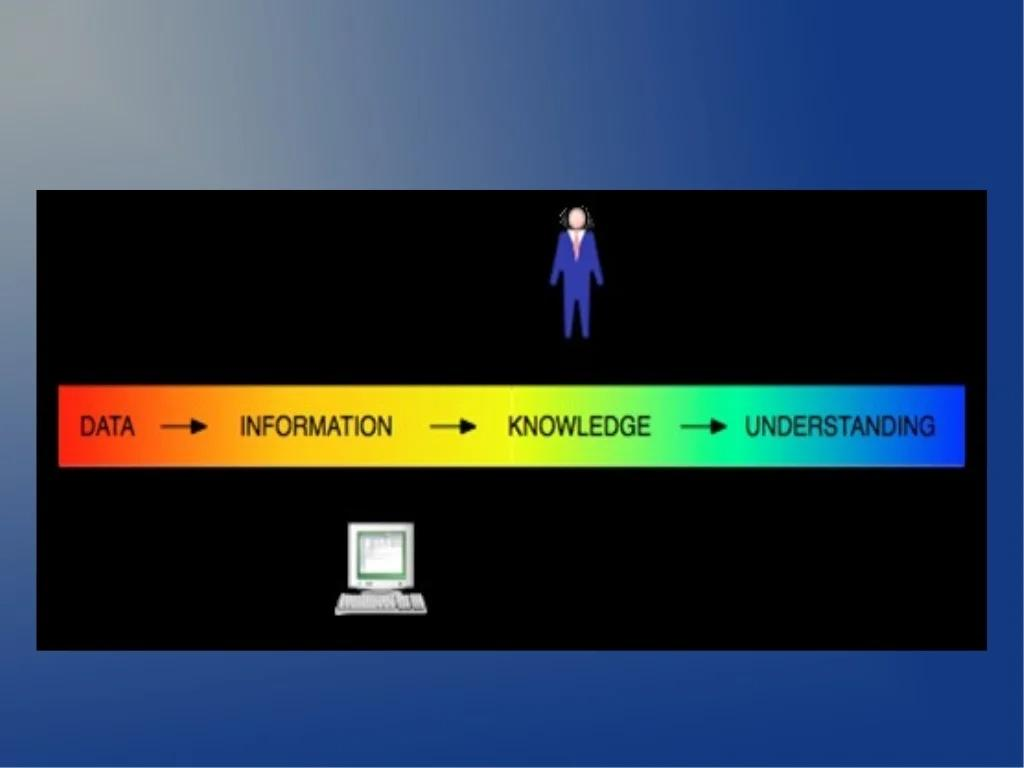 DATA → INFORMATION → KNOWLEDGE → UNDERSTANDING